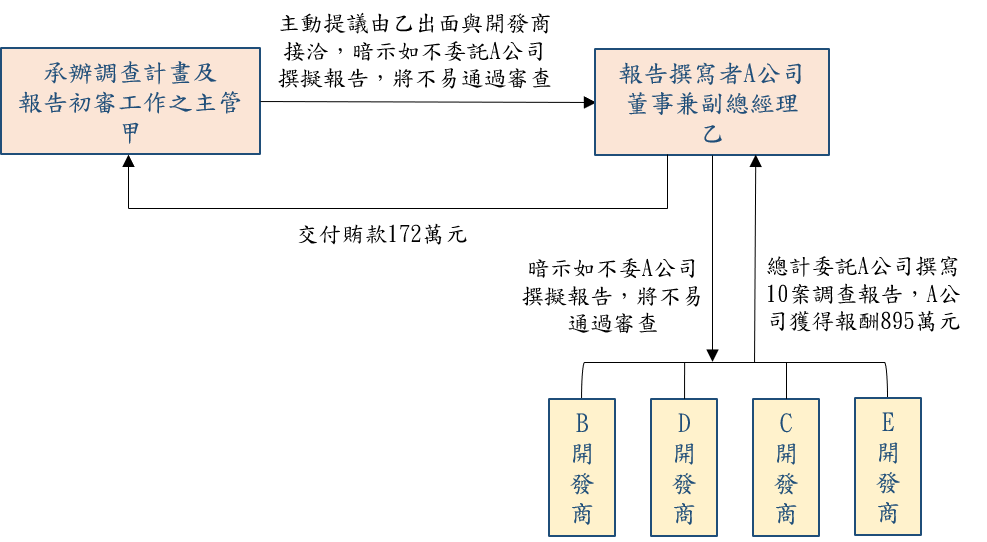 主動提議由乙出面與開發商
接洽，暗示如不委託A公司
撰擬報告，將不易通過審查
承辦調查計畫及
報告初審工作之主管
甲
報告撰寫者A公司
董事兼副總經理
乙
交付賄款172萬元
暗示如不委A公司
撰擬報告，將不易
通過審查
總計委託A公司撰寫
10案調查報告，A公
司獲得報酬895萬元
B
開
發
商
D
開
發
商
C
開
發
商
E
開
發
商